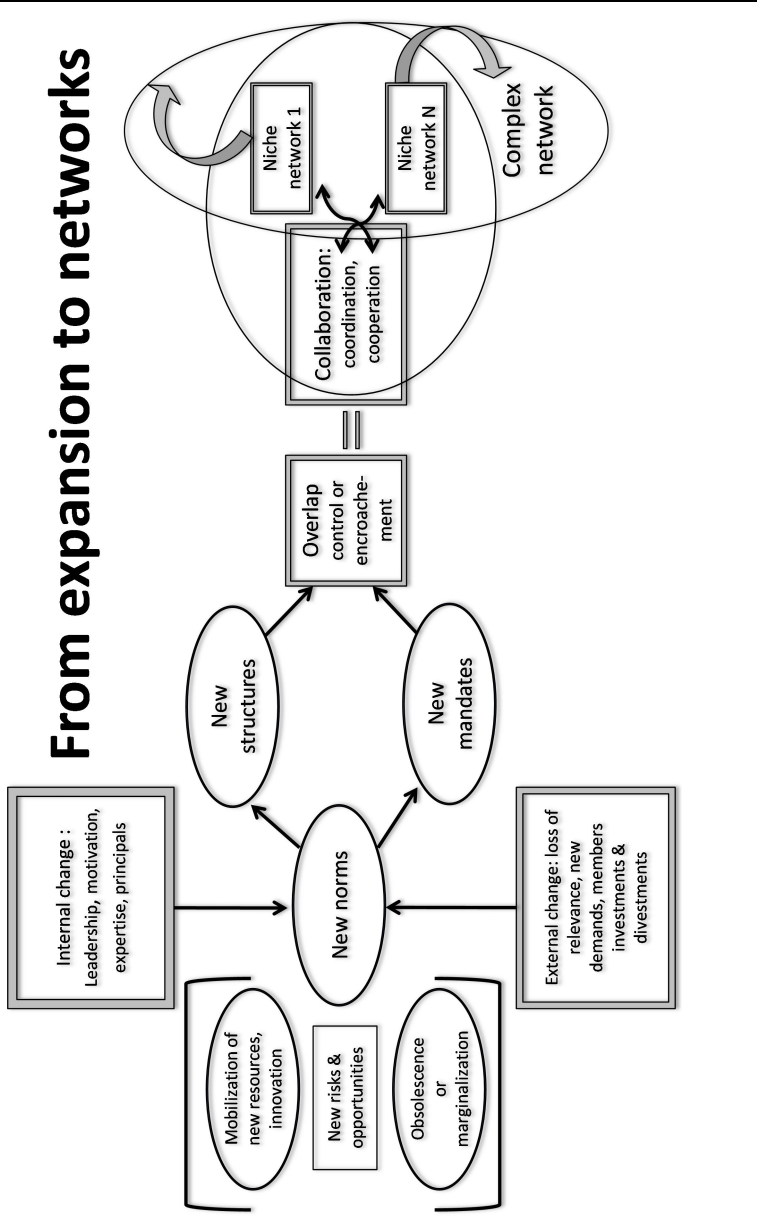 From expansion to networks
Internal change :
Leadership, motivation,
expertise, principals
Mobilization of
new resources,
innovation
New risks &
opportunities
Obsolescence
or
marginalization
New norms
External change: loss of
relevance, new
demands, members
investments &
divestments
New
structures
New
mandates
Overlap
control or
encroache-
ment
Collaboration:
coordination,
cooperation
Niche
network 1
Niche
network N
Complex
network